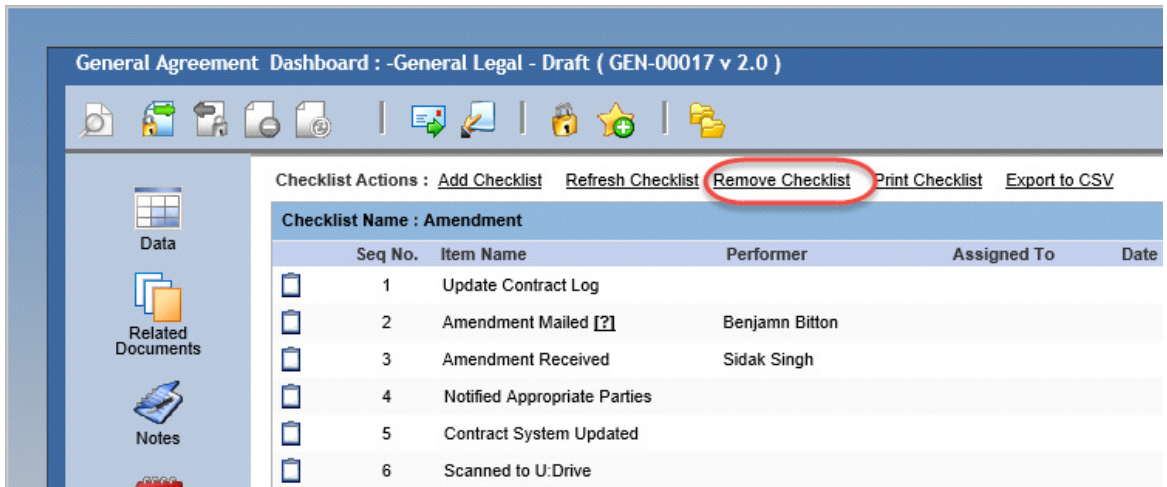 General Agreement Dashboard : -General Legal - Draft ( GEN-00017 v 2.0 )
Checklist Actions : Add Checklist Refresh Checklist Remove Checklist Print Checklist Export to CSV
Checklist Name : Amendment
Seq No. Item Name Performer Assigned To Date
1 Update Contract Log
2 Amendment Mailed [?] Benjamn Bitton
3 Amendment Received Sidak Singh
4 Notified Appropriate Parties
5 Contract System Updated
6 Scanned to U:Drive
Data
Related
Documents
Notes